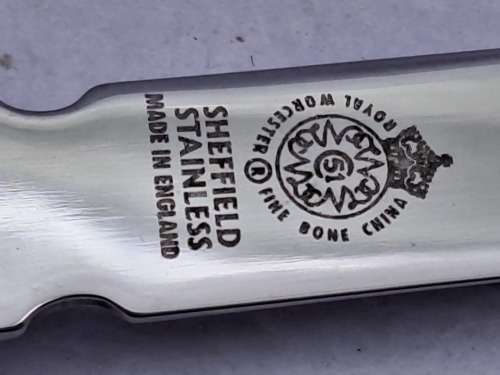 ROYAL WORCESTER
51
® FINE BONE CHINA
SHEFFIELD
STAINLESS
MADE IN ENGLAND